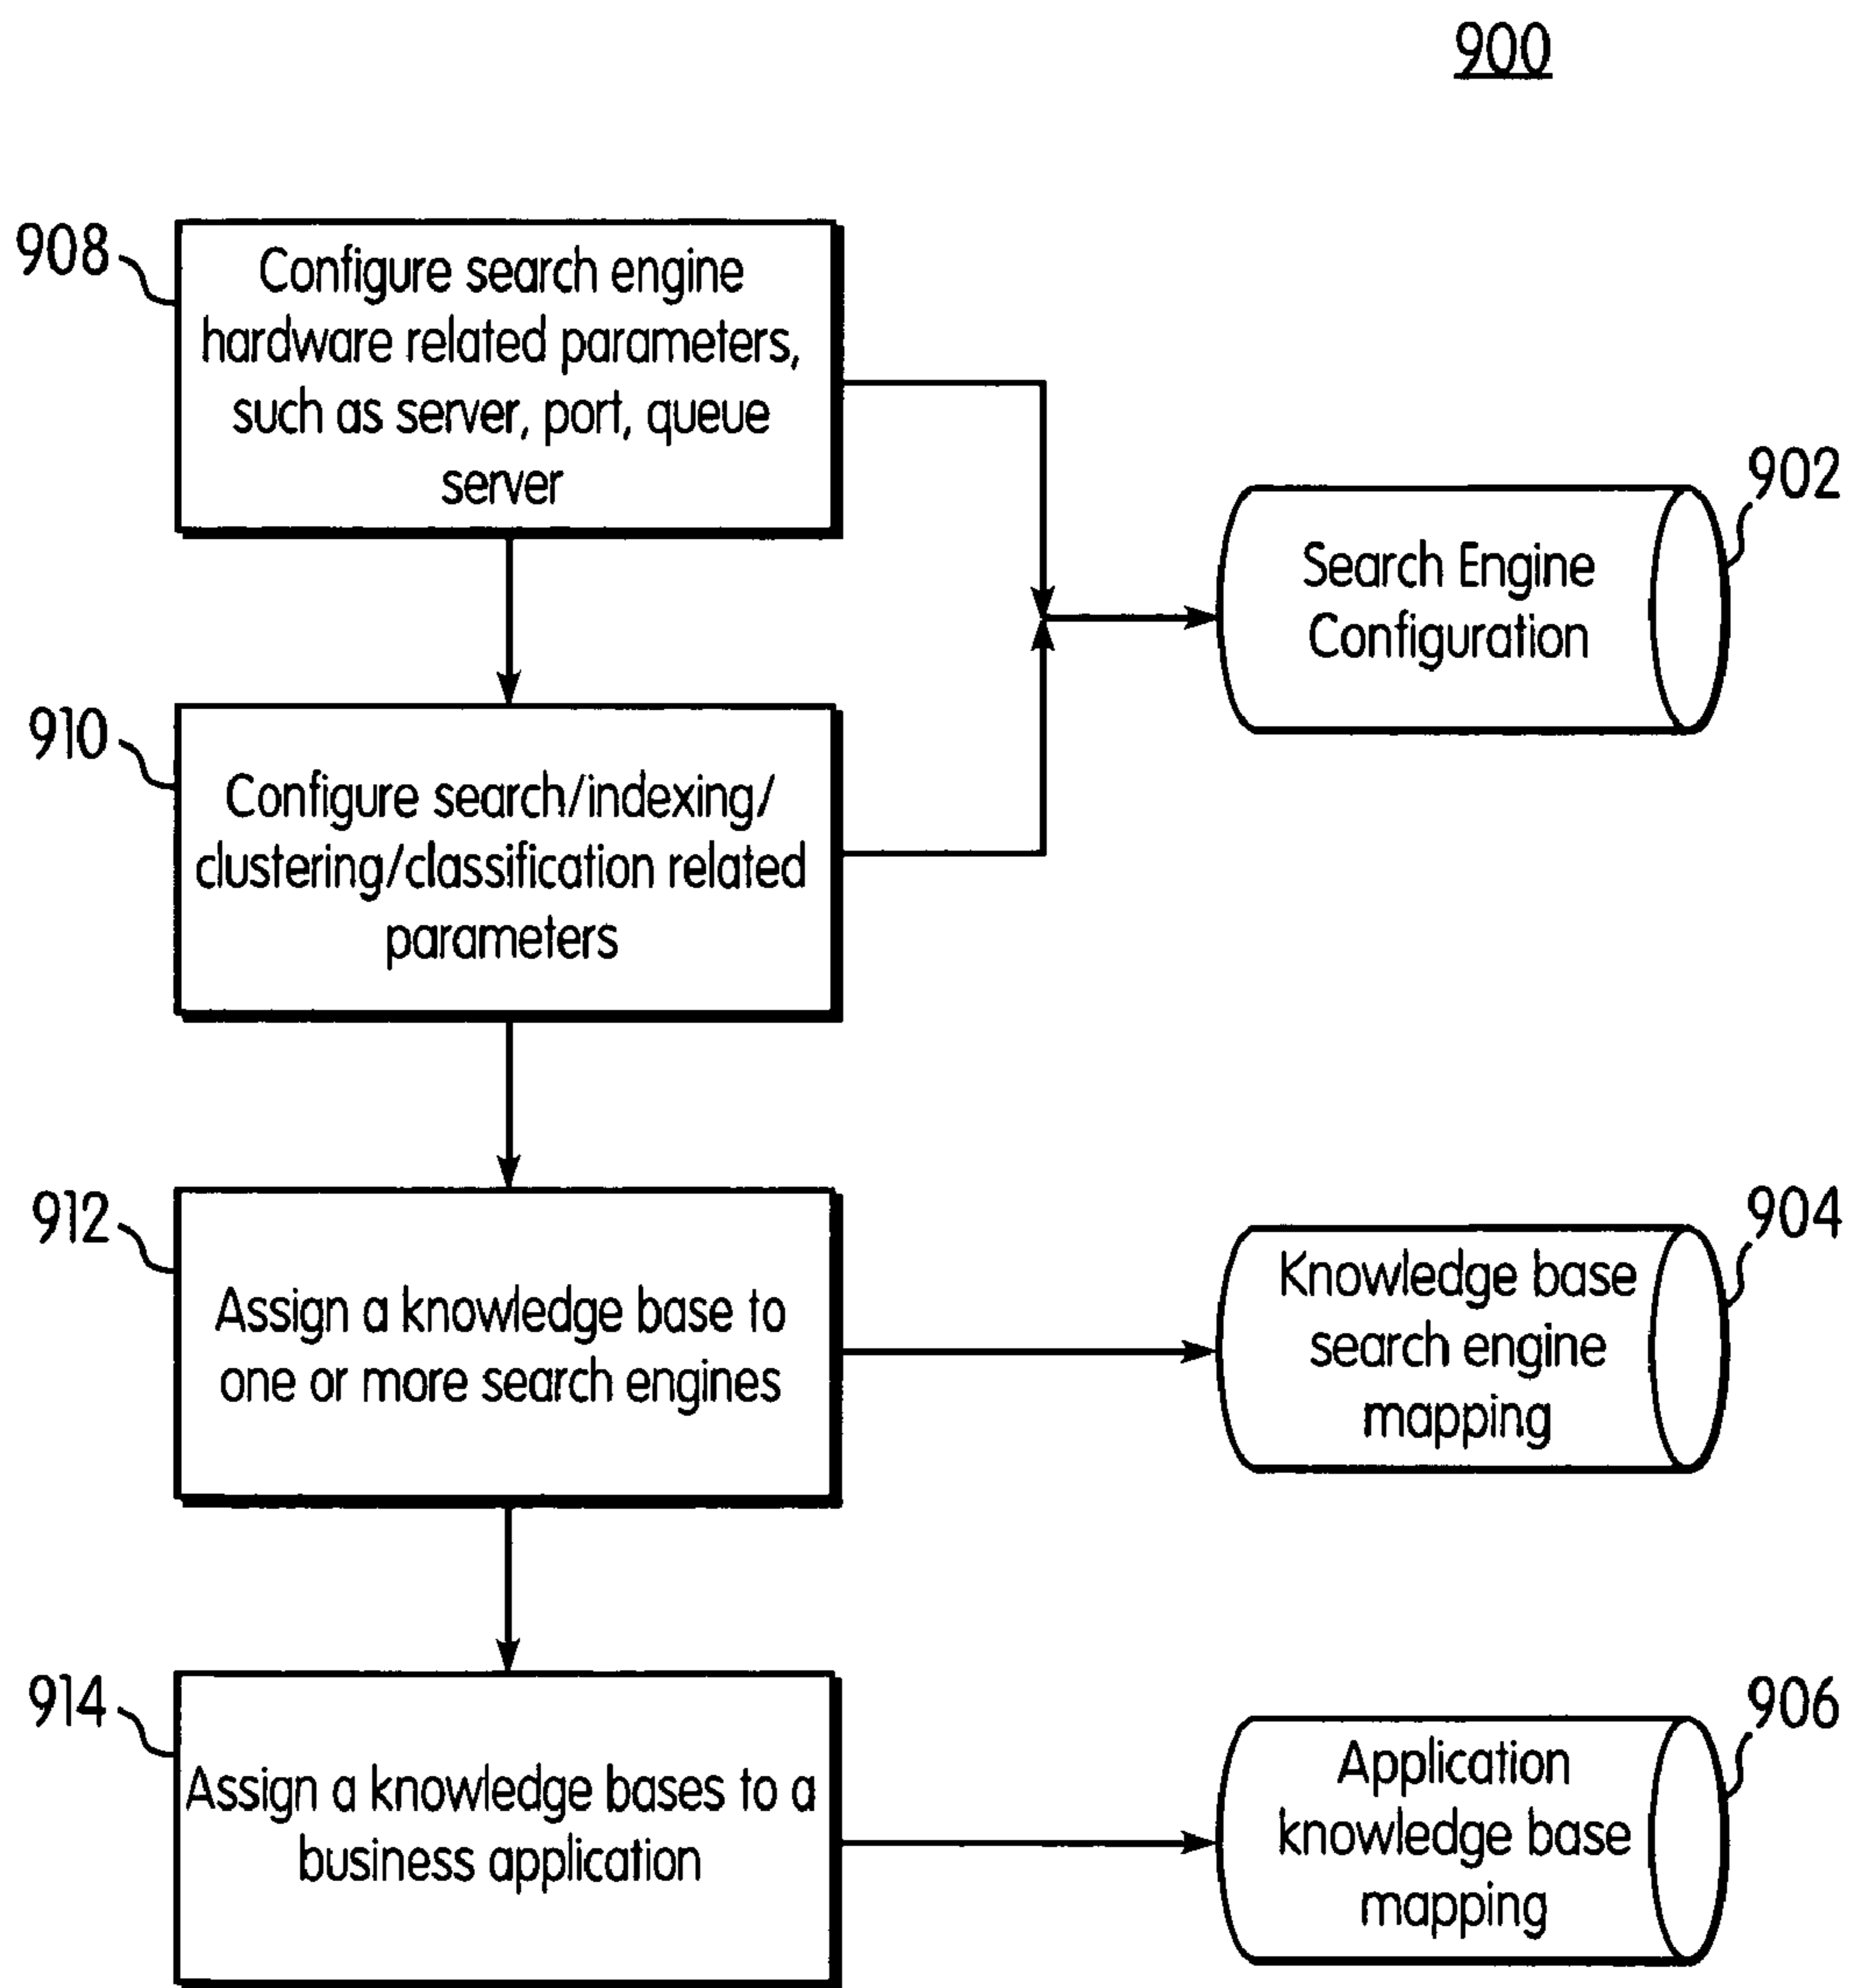 900
908
Configure search engine
hardware related parameters,
such as server, port, queue
server
902
Search Engine
Configuration
910
Configure search/indexing/
clustering/classification related
parameters
912
Assign a knowledge base to
one or more search engines
904
Knowledge base
search engine
mapping
914
Assign a knowledge bases to a
business application
906
Application
knowledge base
mapping